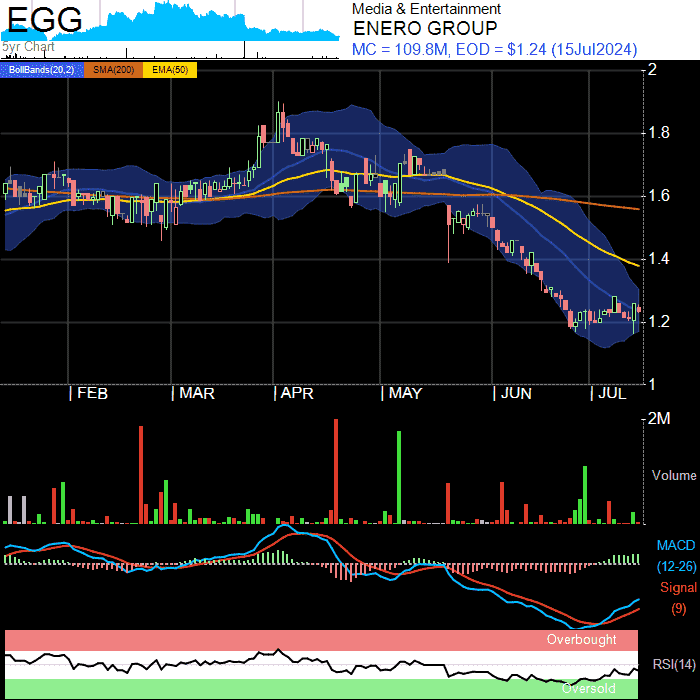 EGG
5yr Chart
Media & Entertainment
ENERO GROUP
MC = 109.8M, EOD = $1.24 (15Jul2024)
BollBands(20,2) SMA(200) EMA(50)
2
1.8
1.6
1.4
1.2
1
FEB MAR APR MAY JUN JUL
2M
Volume
MACD
(12-26)
Signal
(9)
Overbought
RSI(14)
Oversold